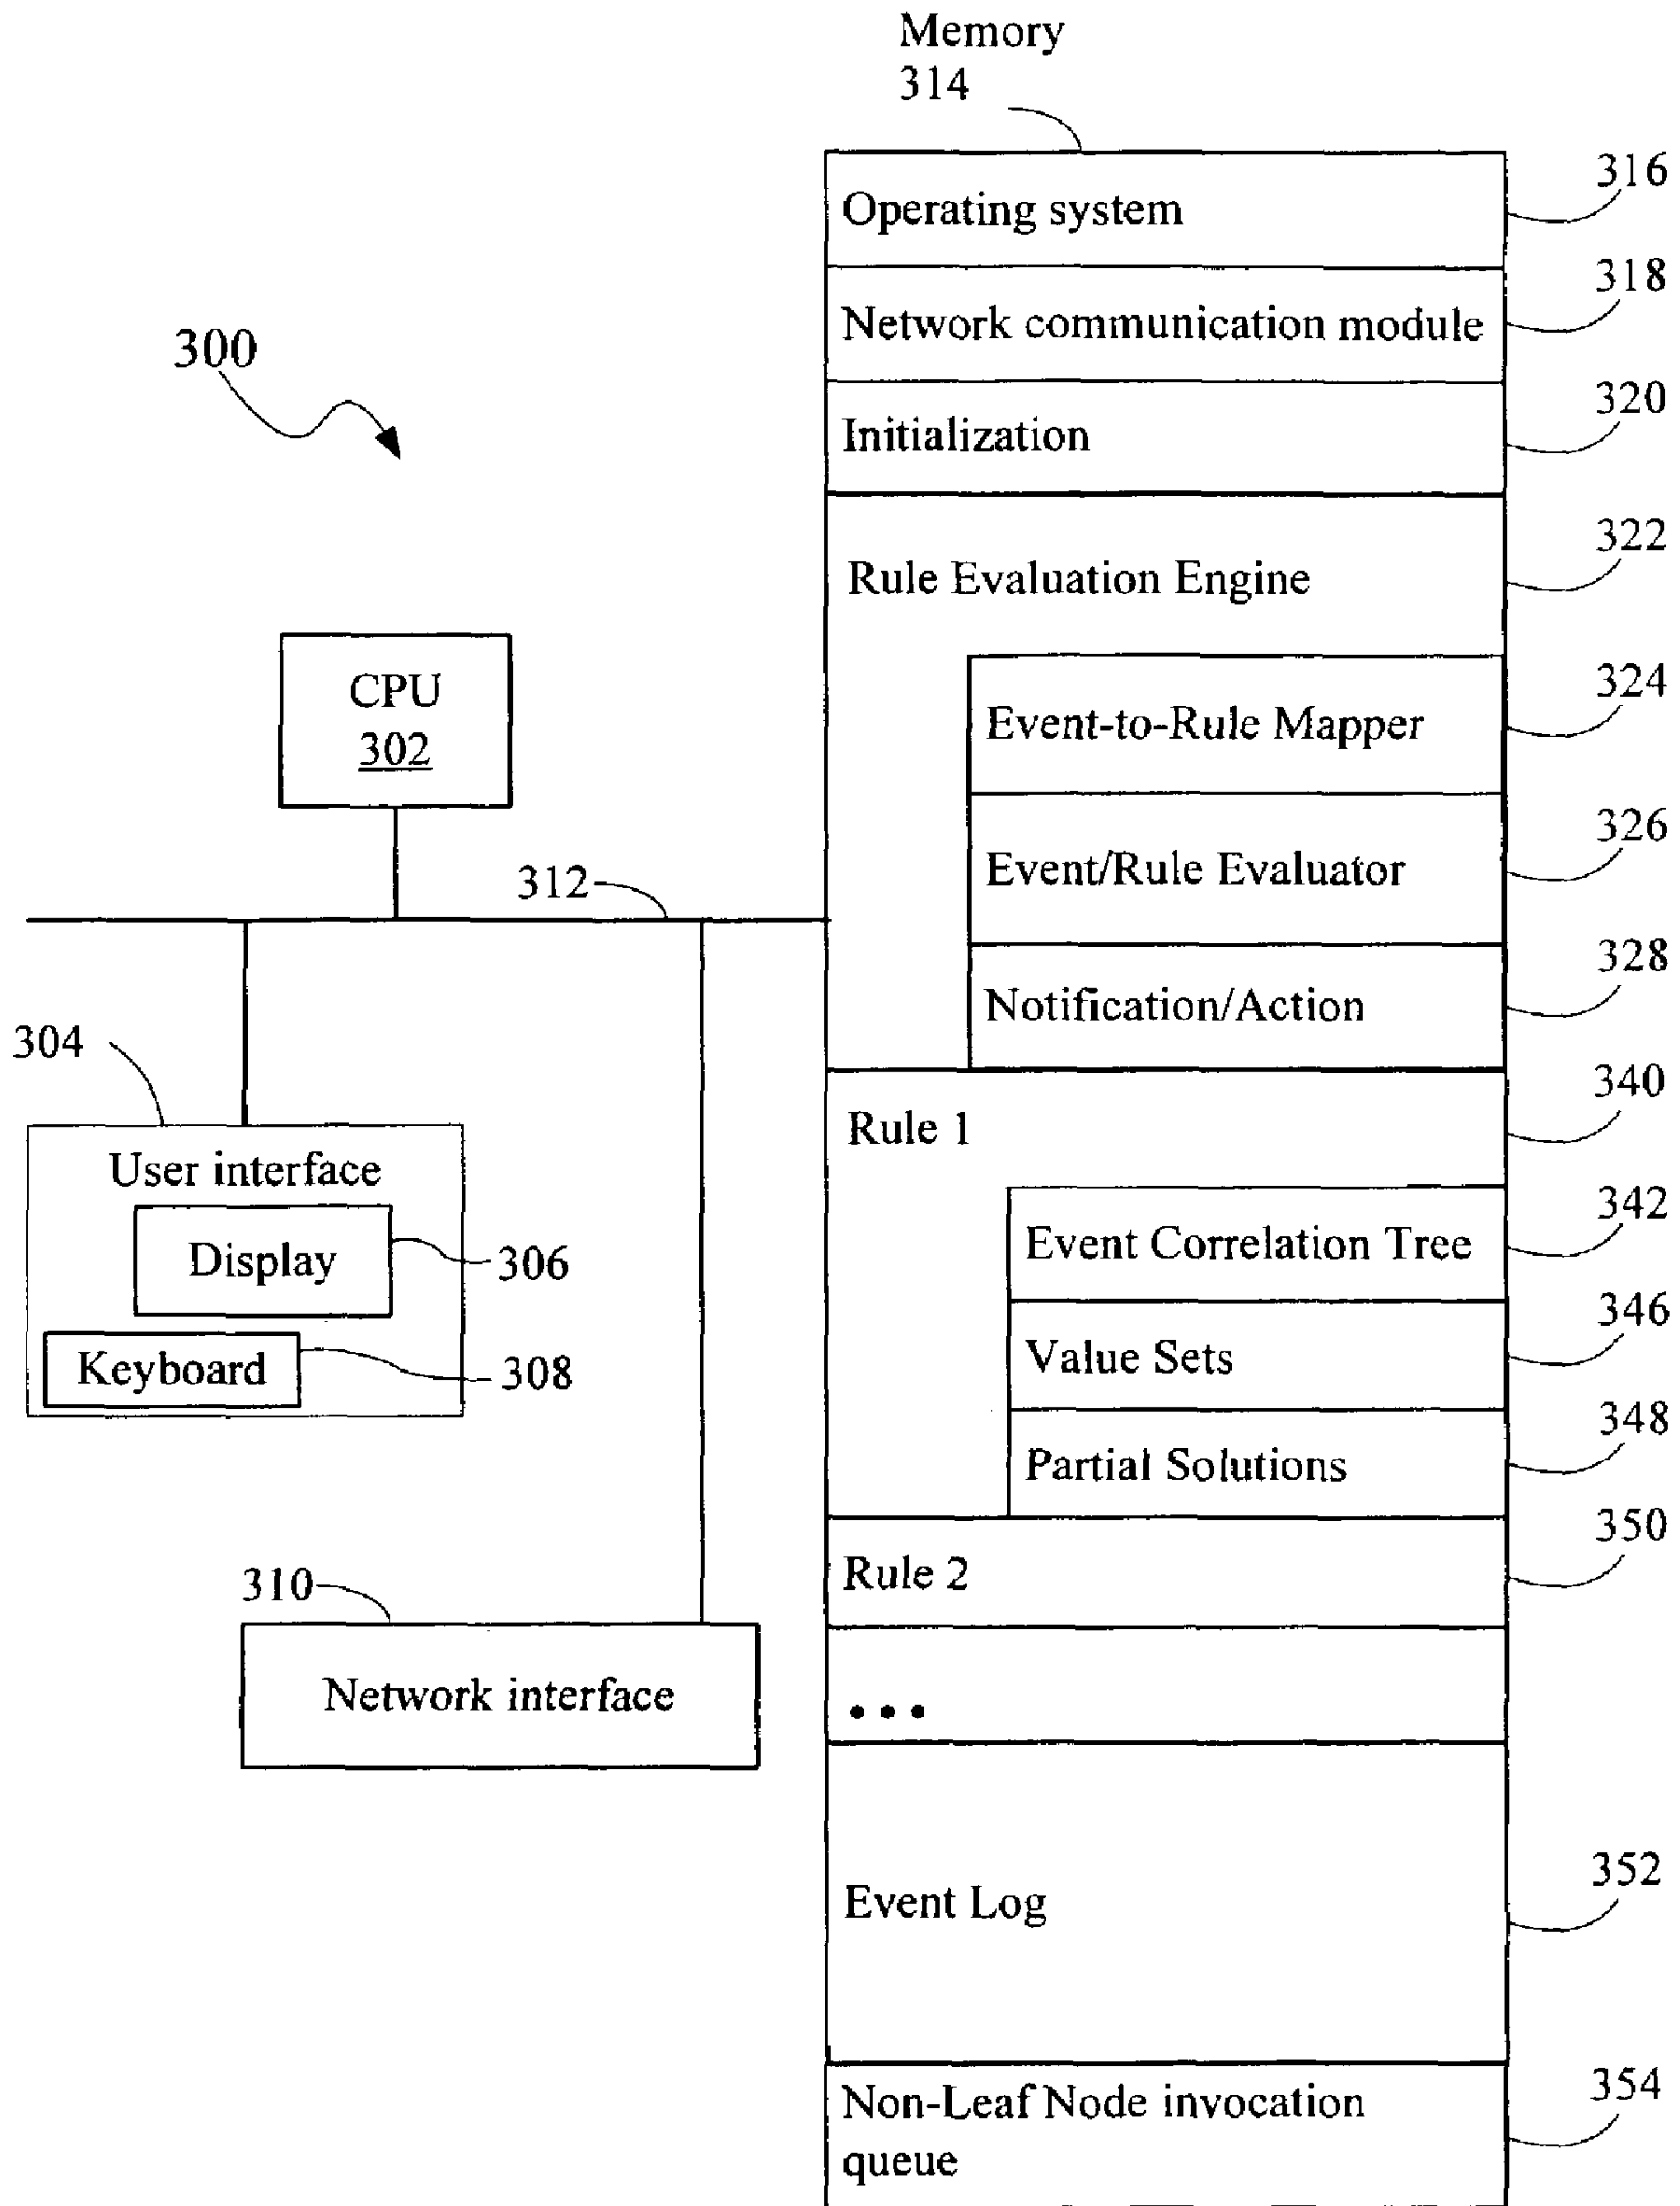 Memory
314
Operating system
316
Network communication module
318
Initialization
320
300
Rule Evaluation Engine
322
Event-to-Rule Mapper
324
Event/Rule Evaluator
326
Notification/Action
328
CPU
302
312
304
User interface
Display
306
Keyboard
308
310
Network interface
Rule 1
340
Event Correlation Tree
342
Value Sets
346
Partial Solutions
348
Rule 2
350
...
Event Log
352
Non-Leaf Node invocation
queue
354